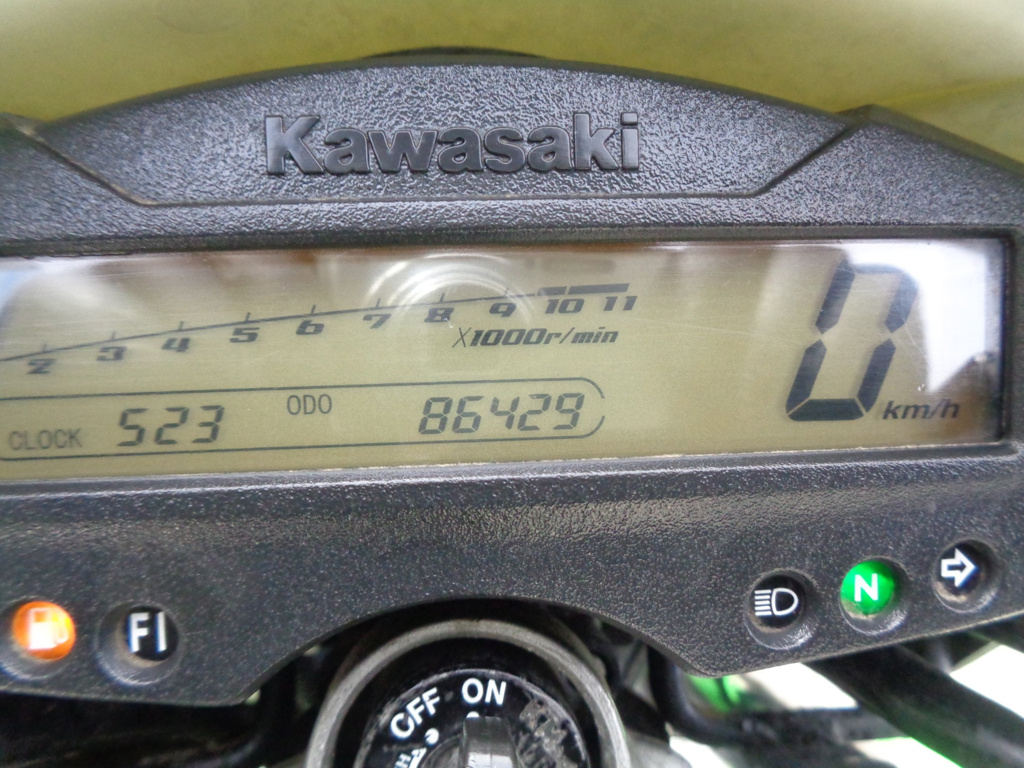 Kawasaki
2 3 4 5 6 7 8 9 10 11
X1000r/min
0
km/h
CLOCK 523 ODO 86429
FI
N
OFF ON